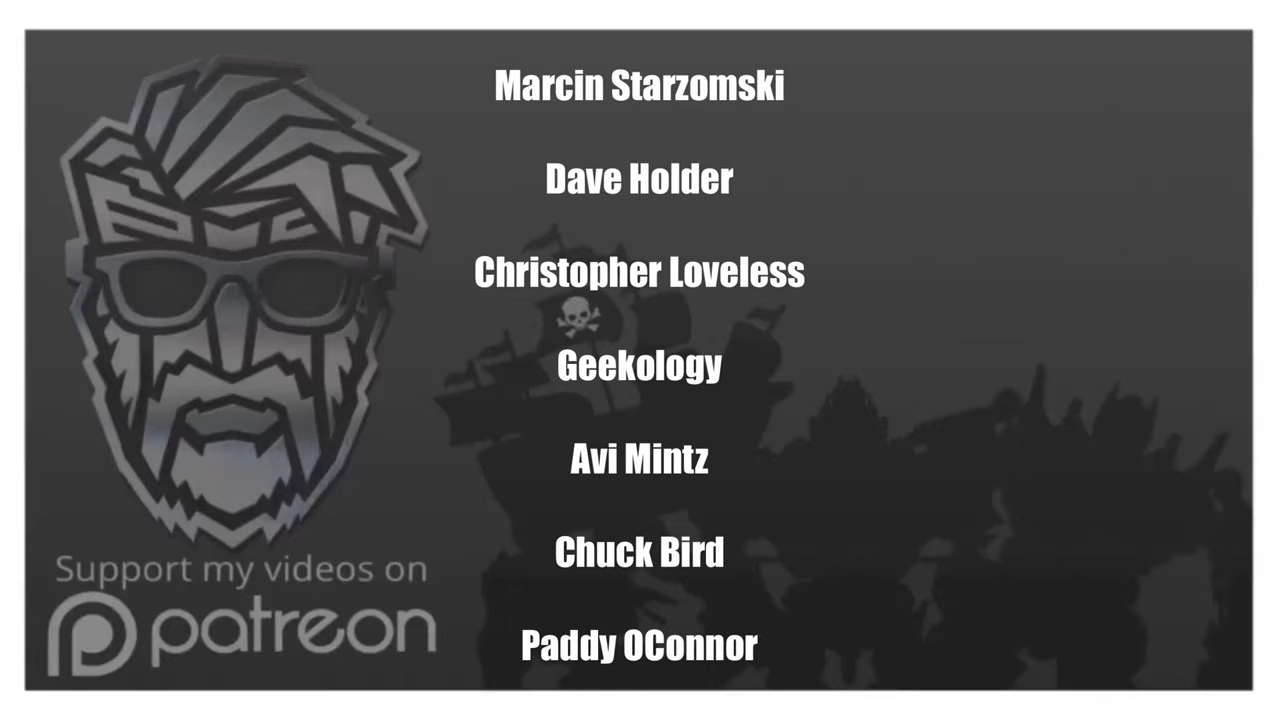 Marcin Starzomski
Dave Holder
Christopher Loveless
Geekology
Avi Mintz
Chuck Bird
Paddy OConnor
Support my videos on
patreon